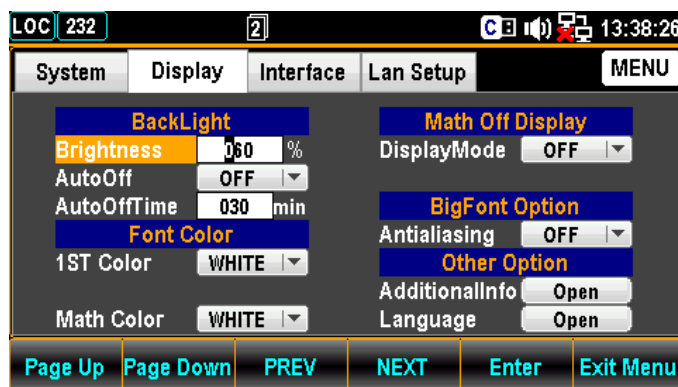 LOC 232 2 C E 13:38:26
System Display Interface Lan Setup MENU
BackLight
Brightness 060 %
AutoOff OFF
AutoOffTime 030 min
Font Color
1ST Color WHITE
Math Color WHITE
Math Off Display
DisplayMode OFF
BigFont Option
Antialiasing OFF
Other Option
AdditionalInfo Open
Language Open
Page Up Page Down PREV NEXT Enter Exit Menu